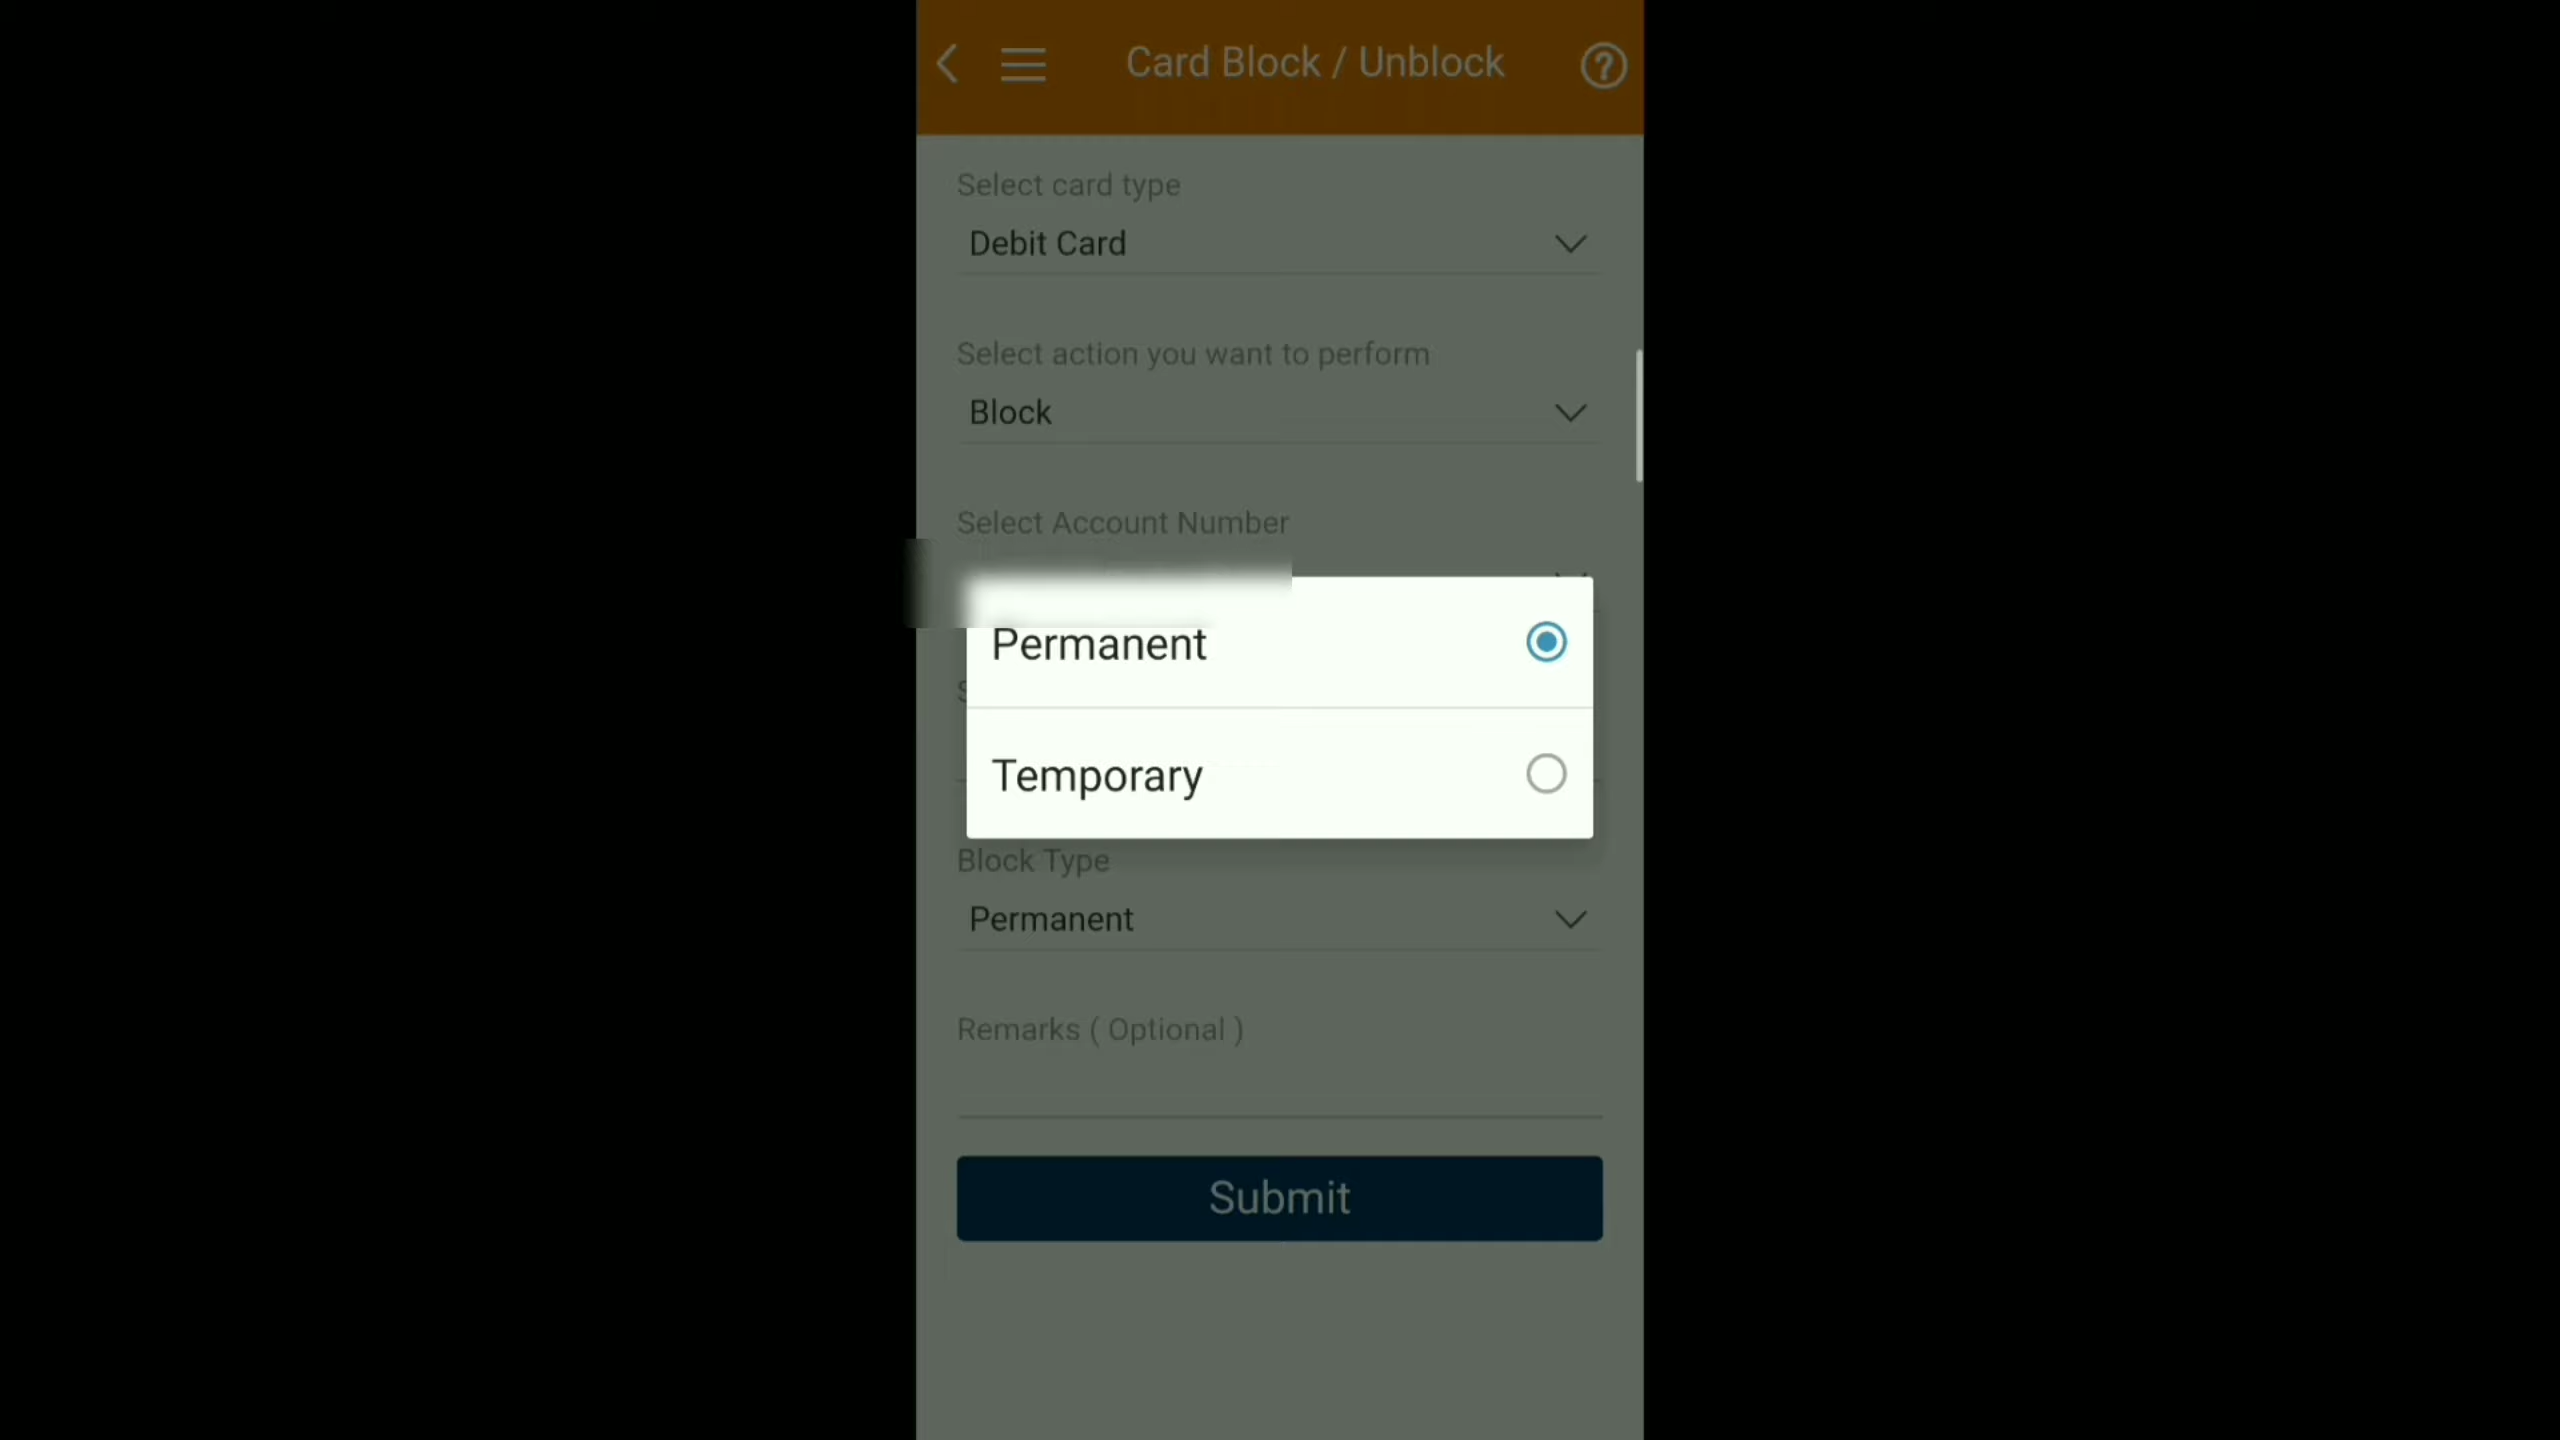 Card Block / Unblock
Select card type
Debit Card
Select action you want to perform
Block
Select Account Number
Permanent
Temporary
Block Type
Permanent
Remarks ( Optional )
Submit